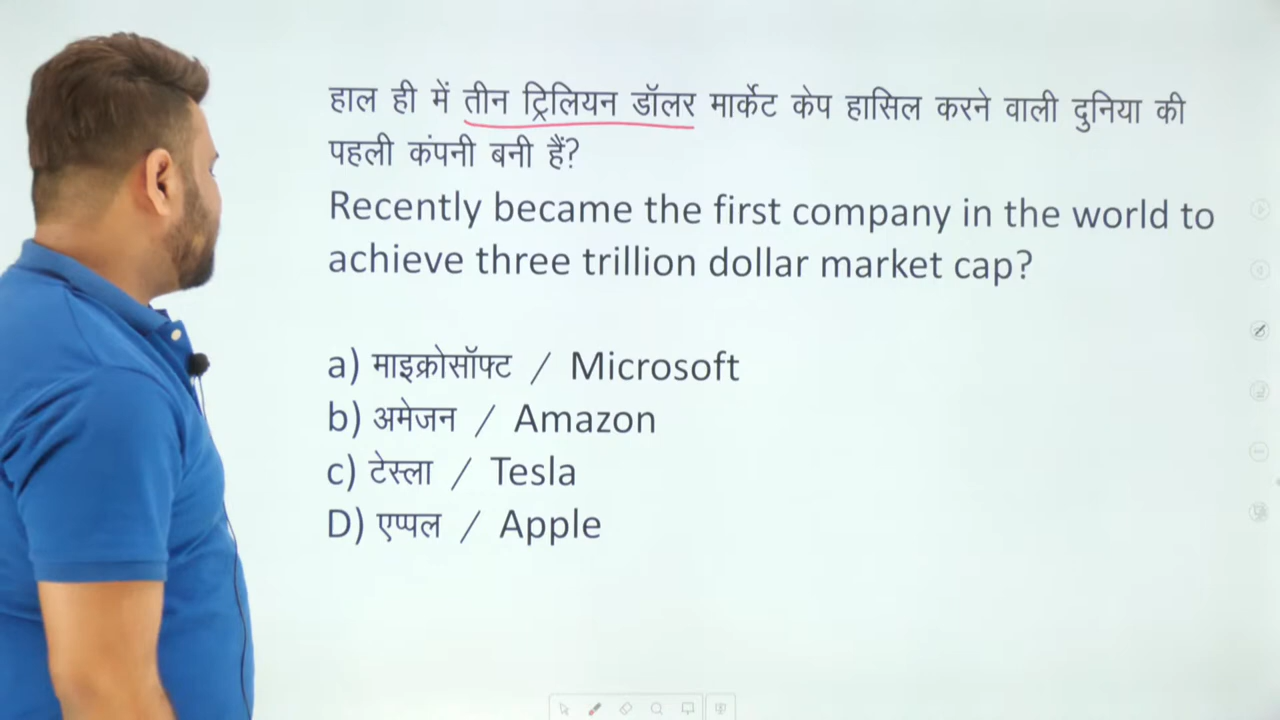 हाल ही में तीन ट्रिलियन डॉलर मार्केट केप हासिल करने वाली दुनिया की
पहली कंपनी बनी हैं?
Recently became the first company in the world to
achieve three trillion dollar market cap?
a) माइक्रोसॉफ्ट / Microsoft
b) अमेजन / Amazon
c) टेस्ला / Tesla
D) एप्पल / Apple